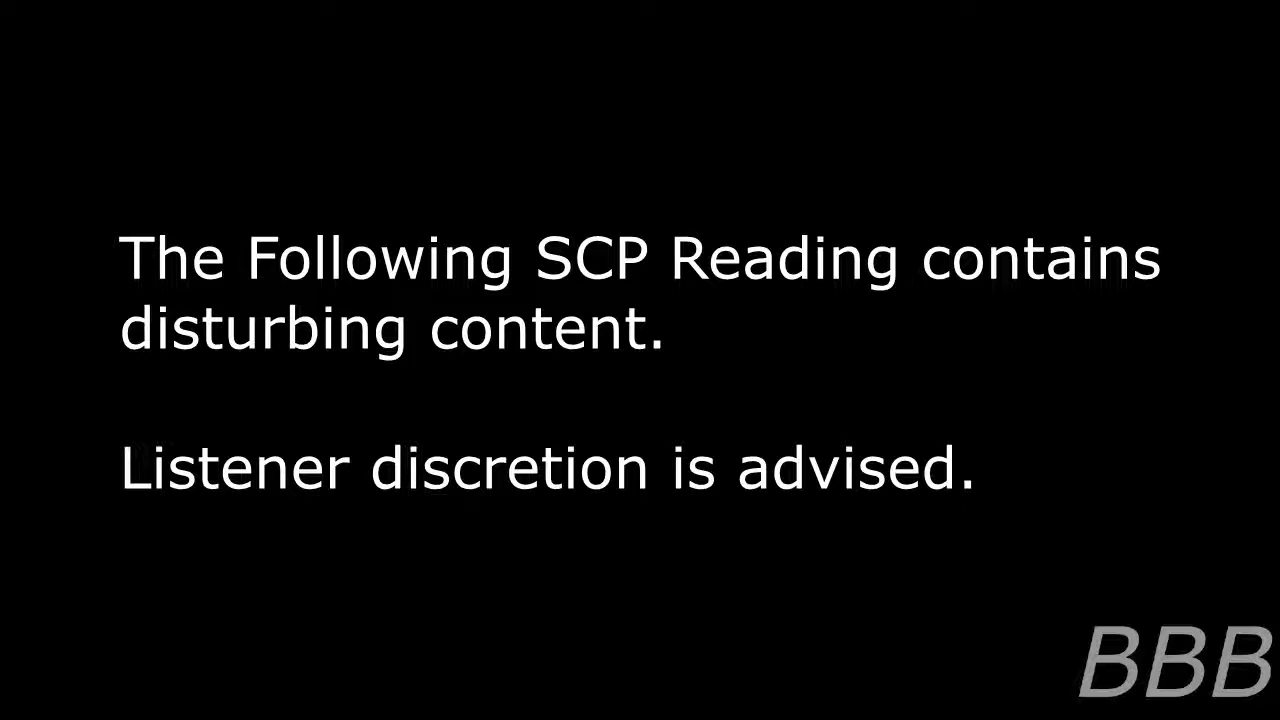 The Following SCP Reading contains
disturbing content.
Listener discretion is advised.
BBB